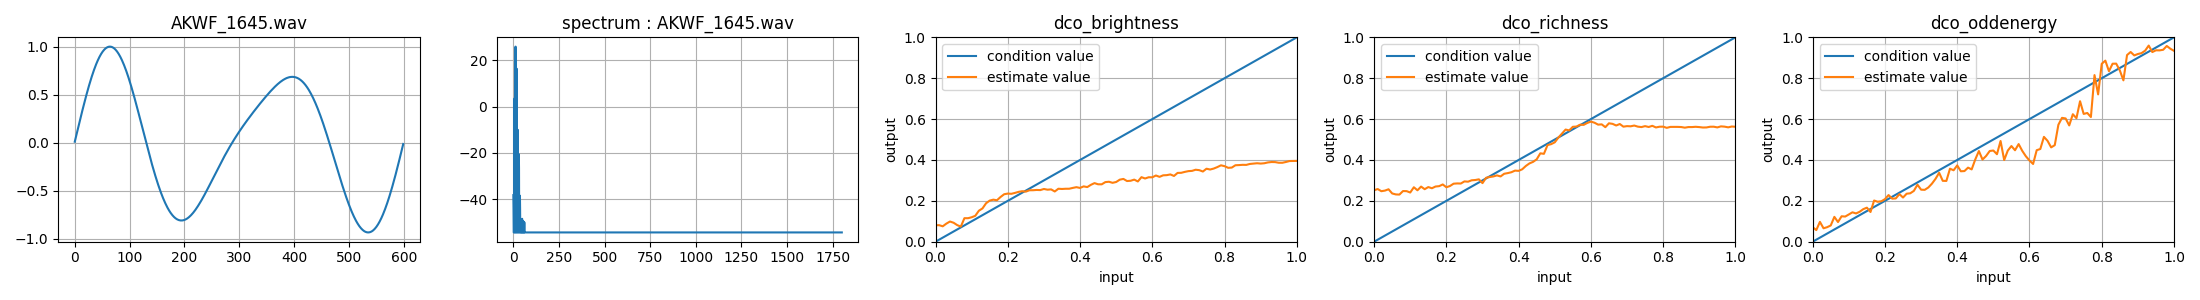 AKWF_1645.wav
1.0
0.5
0.0
−0.5
−1.0
0 100 200 300 400 500 600
spectrum : AKWF_1645.wav
20
0
−20
−40
0 250 500 750 1000 1250 1500 1750
dco_brightness
condition value
estimate value
output
1.0
0.8
0.6
0.4
0.2
0.0
0.0 0.2 0.4 0.6 0.8 1.0
input
dco_richness
condition value
estimate value
output
1.0
0.8
0.6
0.4
0.2
0.0
0.0 0.2 0.4 0.6 0.8 1.0
input
dco_oddenergy
condition value
estimate value
output
1.0
0.8
0.6
0.4
0.2
0.0
0.0 0.2 0.4 0.6 0.8 1.0
input